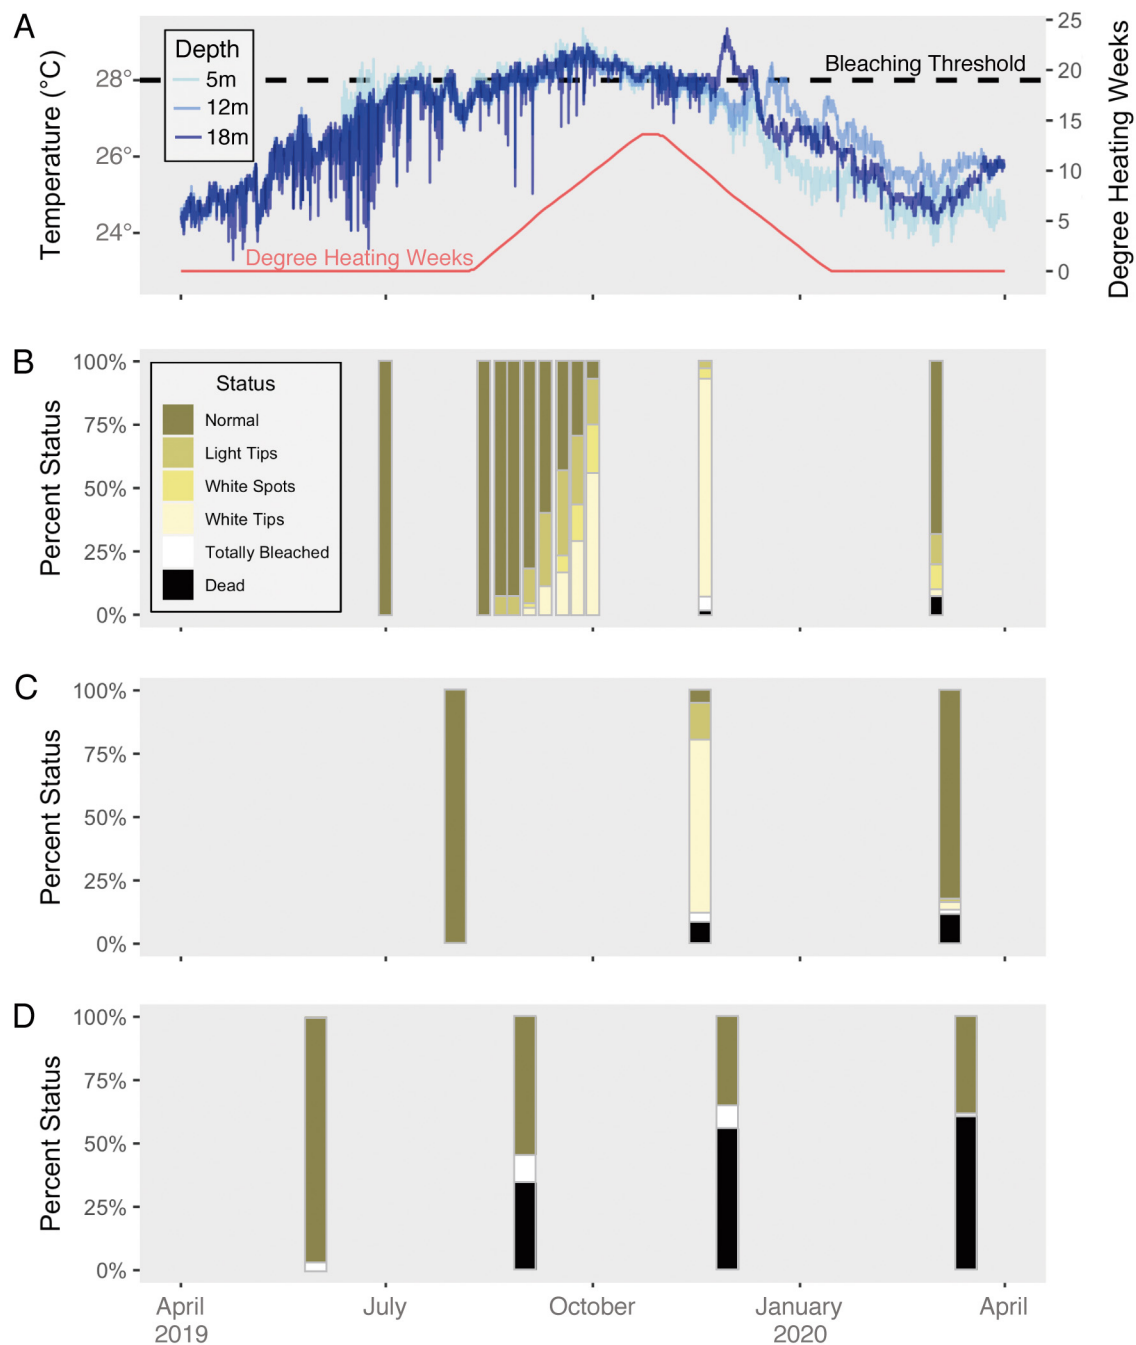 A
Temperature (°C)
28°
26°
24°
Depth
5m
12m
18m
Bleaching Threshold
Degree Heating Weeks
25
20
15
10
5
0
Degree Heating Weeks
B
Percent Status
100%
75%
50%
25%
0%
Status
Normal
Light Tips
White Spots
White Tips
Totally Bleached
Dead
C
Percent Status
100%
75%
50%
25%
0%
D
Percent Status
100%
75%
50%
25%
0%
April July October January April
2019 2020